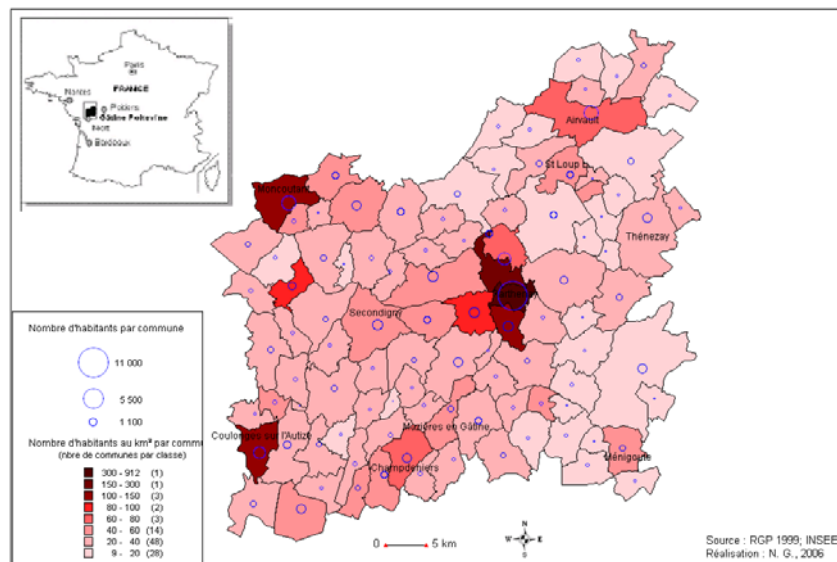 Paris
FRANCE
Nantes
Poitiers
Gâtine Poitevine
Niort
Bordeaux
Airvault
St Loup L
Moncoutant
Thénezay
Parthenay
Secondigny
Coulonges sur l'Autize
Mazières en Gâtine
Champdeniers
Ménigoute
Nombre d'habitants par commune
11 000
5 500
1 100
Nombre d'habitants au km² par commu
(nbre de communes par classe)
300 - 912 (1)
150 - 300 (1)
100 - 150 (3)
80 - 100 (2)
60 - 80 (3)
40 - 60 (14)
20 - 40 (48)
9 - 20 (28)
0 5 km
N
W E
S
Source : RGP 1999; INSEE
Réalisation : N. G., 2006